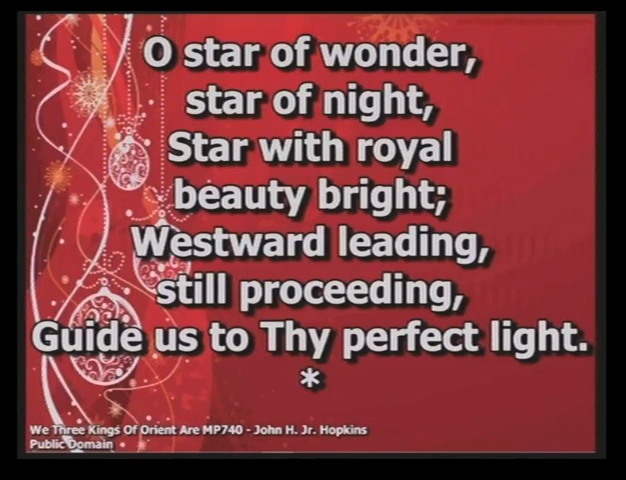 O star of wonder,
star of night,
Star with royal
beauty bright;
Westward leading,
still proceeding,
Guide us to Thy perfect light.
*
We Three Kings Of Orient Are MP740 - John H. Jr. Hopkins
Public Domain